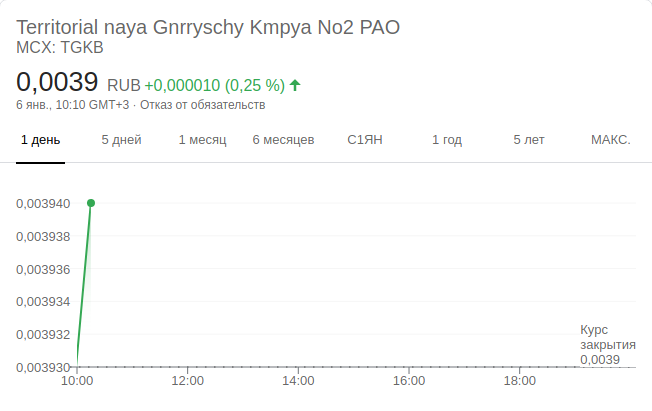 Territorial naya Gnrryschy Kmpya No2 PAO
MCX: TGKB
0,0039 RUB +0,000010 (0,25 %)
6 янв., 10:10 GMT+3 · Отказ от обязательств
1 день 5 дней 1 месяц 6 месяцев С1ЯН 1 год 5 лет МАКС.
0,003940
0,003938
0,003936
0,003934
0,003932
0,003930
Курс
закрытия
0,0039
10:00 12:00 14:00 16:00 18:00